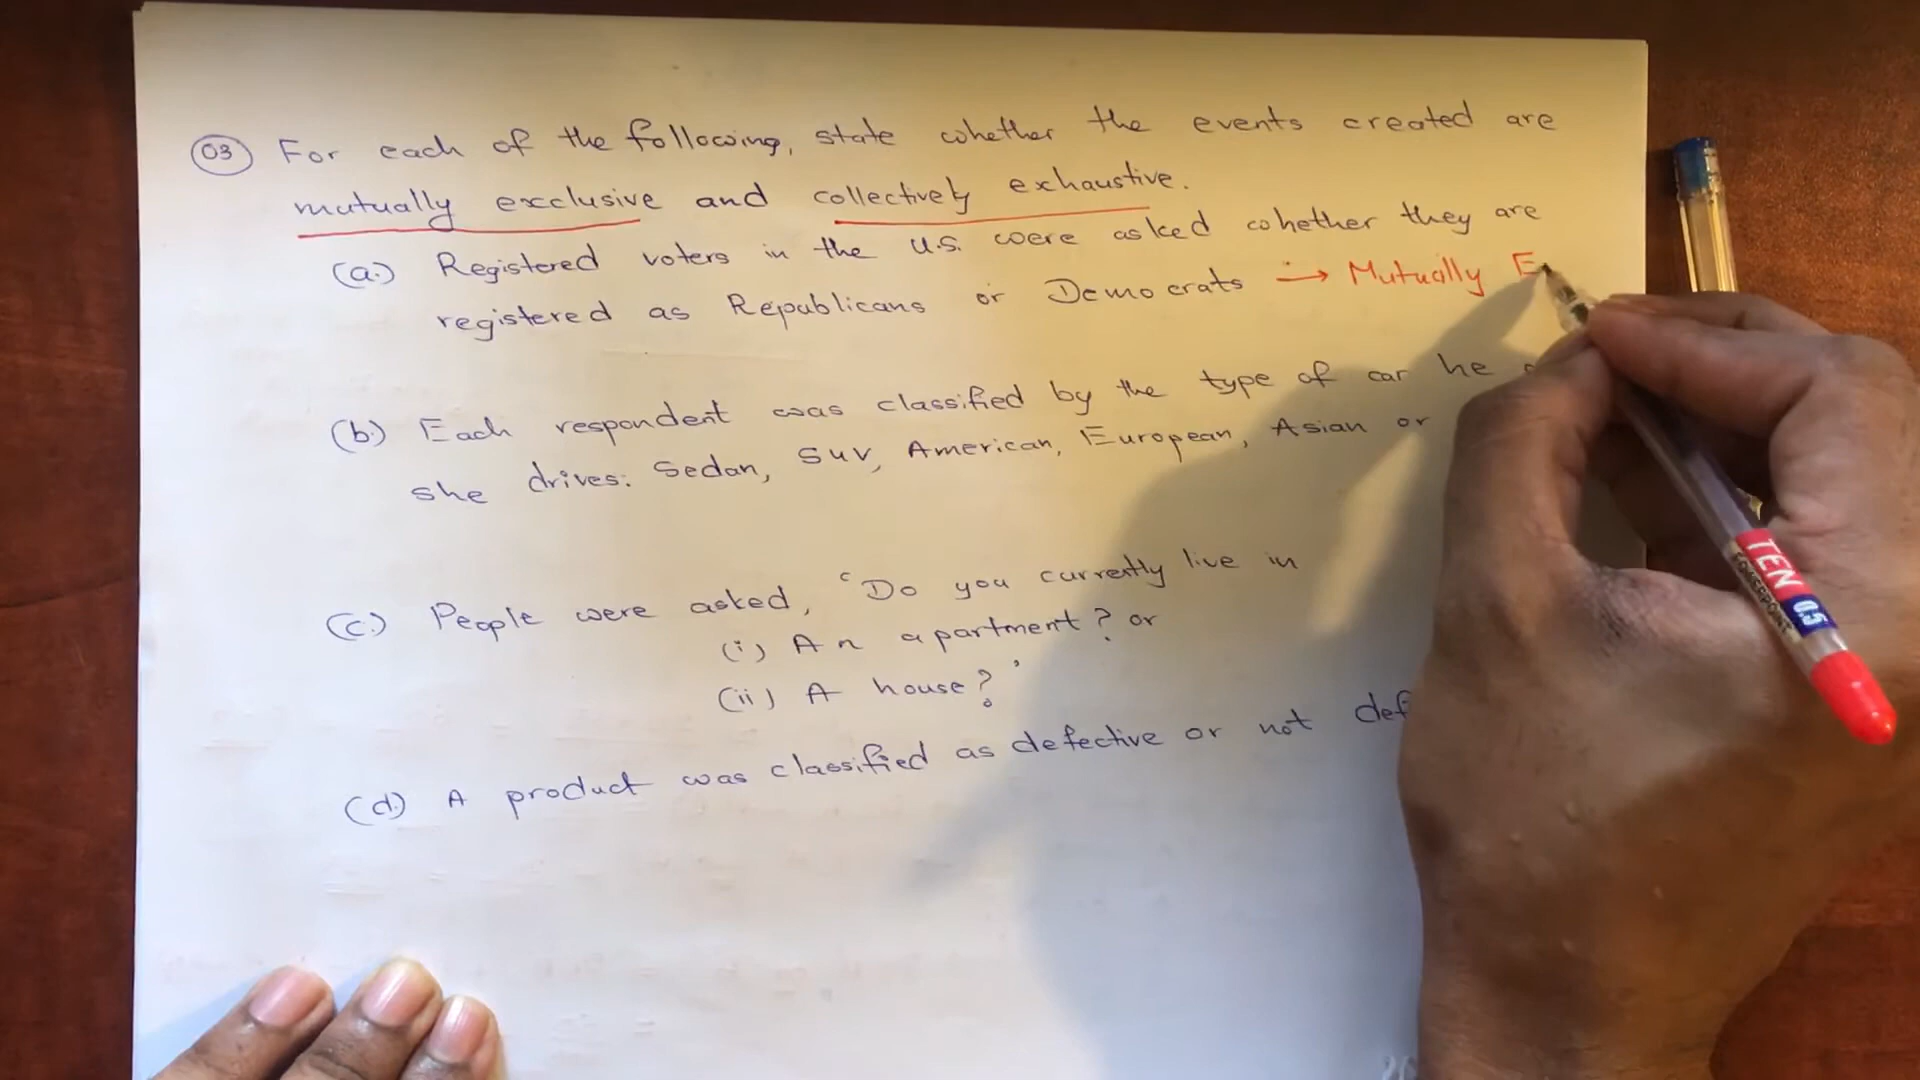 03 For each of the following, state whether the events created are
mutually exclusive and collectively exhaustive.
(a.) Registered voters in the U.S. were asked whether they are
registered as Republicans or Democrats → Mutually E
(b.) Each respondent was classified by the type of car he
she drives: Sedan, SUV, American, European, Asian or
(c.) People were asked, 'Do you currently live in
(i) An apartment? or
(ii) A house?'
(d.) A product was classified as defective or not def
TEN 0.5
POWERPOINT